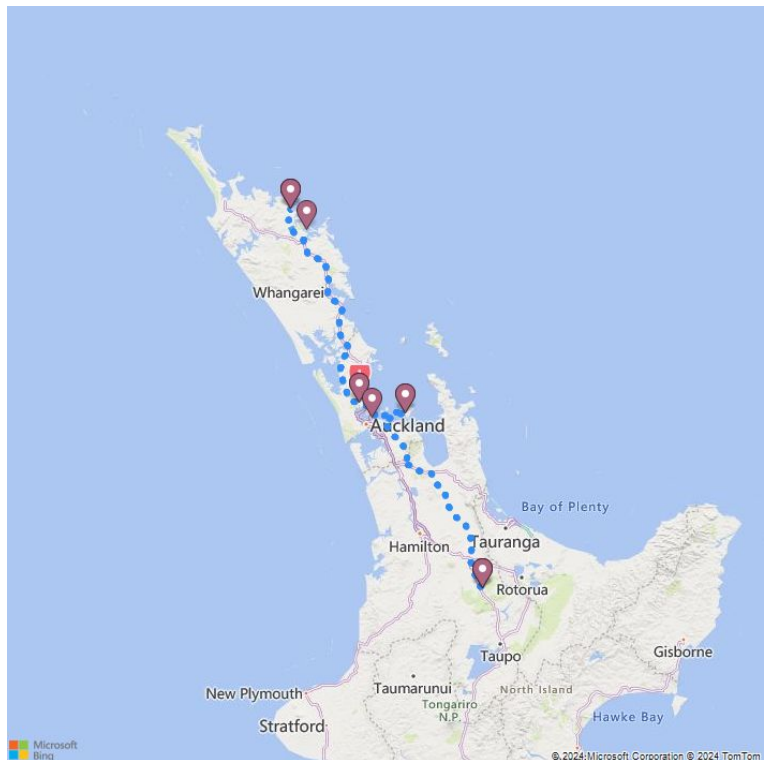 Whangarei
Auckland
Bay of Plenty
Hamilton
Tauranga
Rotorua
Taupo
Gisborne
New Plymouth
Taumarunui
North Island
Tongariro
N.P.
Hawke Bay
Stratford
Microsoft
Bing
© 2024 Microsoft Corporation © 2024 TomTom